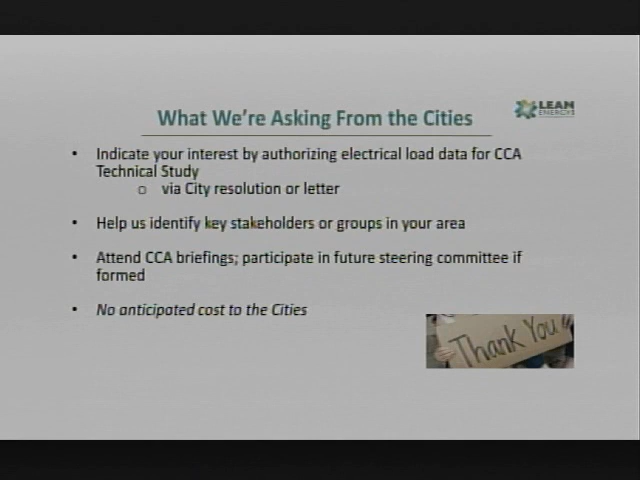 What We're Asking From the Cities
LEAN
ENERGY
• Indicate your interest by authorizing electrical load data for CCA
Technical Study
o via City resolution or letter
• Help us identify key stakeholders or groups in your area
• Attend CCA briefings; participate in future steering committee if
formed
• No anticipated cost to the Cities
Thank You